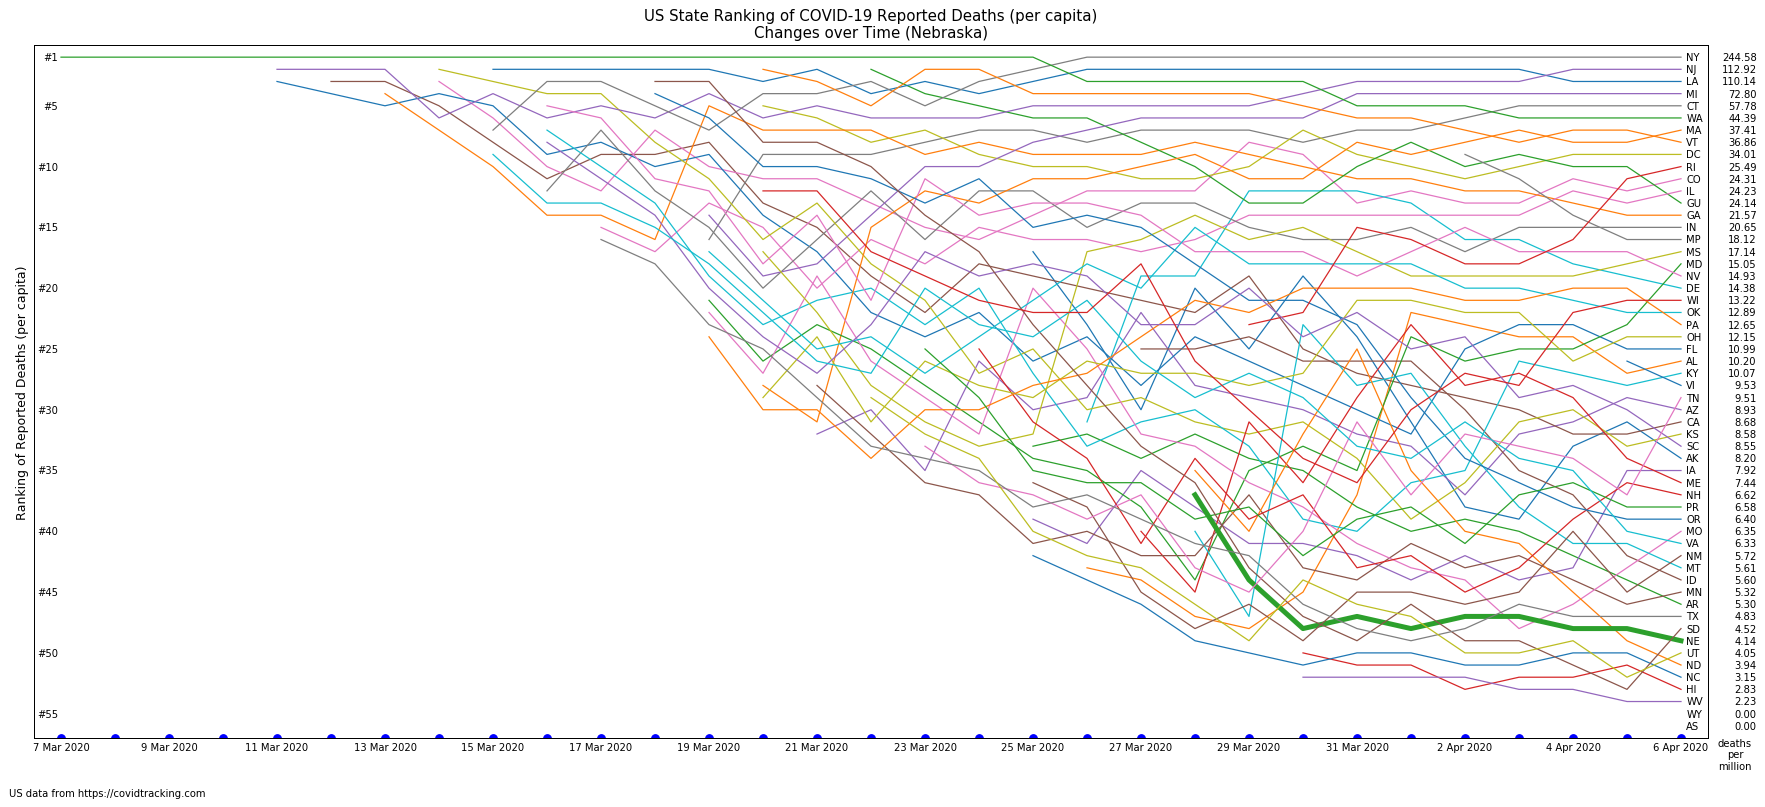 US State Ranking of COVID-19 Reported Deaths (per capita)
Changes over Time (Nebraska)
Ranking of Reported Deaths (per capita)
#1
#5
#10
#15
#20
#25
#30
#35
#40
#45
#50
#55
NY 244.58
NJ 112.92
LA 110.14
MI 72.80
CT 57.78
WA 44.39
MA 37.41
VT 36.86
DC 34.01
RI 25.49
CO 24.31
IL 24.23
GU 24.14
GA 21.57
IN 20.65
MP 18.12
MS 17.14
MD 15.05
NV 14.93
DE 14.38
WI 13.22
OK 12.89
PA 12.65
OH 12.15
FL 10.99
AL 10.20
KY 10.07
VI 9.53
TN 9.51
AZ 8.93
CA 8.68
KS 8.58
SC 8.55
AK 8.20
IA 7.92
ME 7.44
NH 6.62
PR 6.58
OR 6.40
MO 6.35
VA 6.33
NM 5.72
MT 5.61
ID 5.60
MN 5.32
AR 5.30
TX 4.83
SD 4.52
NE 4.14
UT 4.05
ND 3.94
NC 3.15
HI 2.83
WV 2.23
WY 0.00
AS 0.00
7 Mar 2020 9 Mar 2020 11 Mar 2020 13 Mar 2020 15 Mar 2020 17 Mar 2020 19 Mar 2020 21 Mar 2020 23 Mar 2020 25 Mar 2020 27 Mar 2020 29 Mar 2020 31 Mar 2020 2 Apr 2020 4 Apr 2020 6 Apr 2020
deaths
per
million
US data from https://covidtracking.com